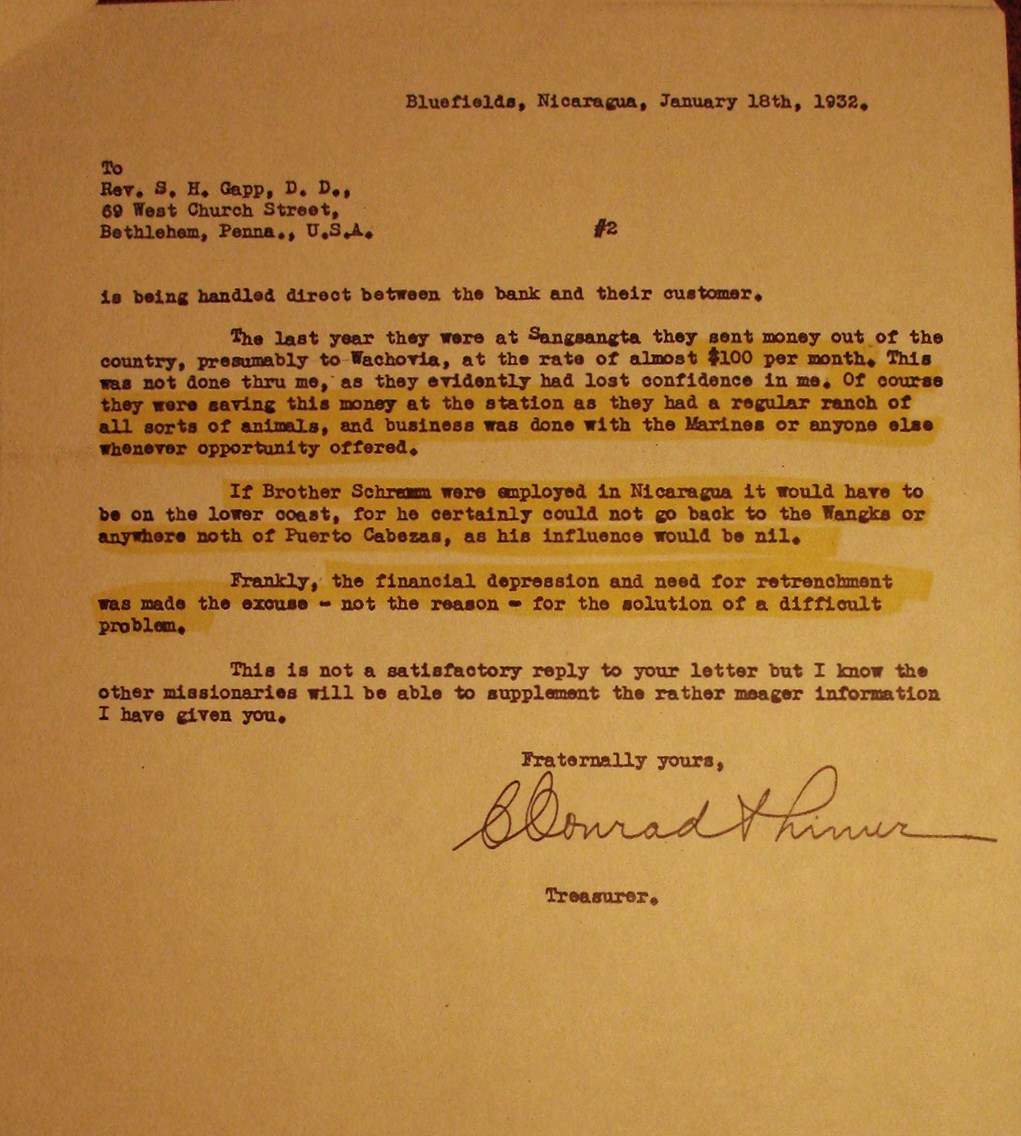 Bluefields, Nicaragua, January 18th, 1932.
To
Rev. S. H. Gapp, D. D.,
69 West Church Street,
Bethlehem, Penna., U.S.A.
#2
is being handled direct between the bank and their customer.
The last year they were at Sangsangta they sent money out of the
country, presumably to Wachovia, at the rate of almost $100 per month. This
was not done thru me, as they evidently had lost confidence in me. Of course
they were saving this money at the station as they had a regular ranch of
all sorts of animals, and business was done with the Marines or anyone else
whenever opportunity offered.
If Brother Schramm were employed in Nicaragua it would have to
be on the lower coast, for he certainly could not go back to the Wangks or
anywhere noth of Puerto Cabezas, as his influence would be nil.
Frankly, the financial depression and need for retrenchment
was made the excuse - not the reason - for the solution of a difficult
problem.
This is not a satisfactory reply to your letter but I know the
other missionaries will be able to supplement the rather meager information
I have given you.
Fraternally yours,
Conrad Shimer
Treasurer.